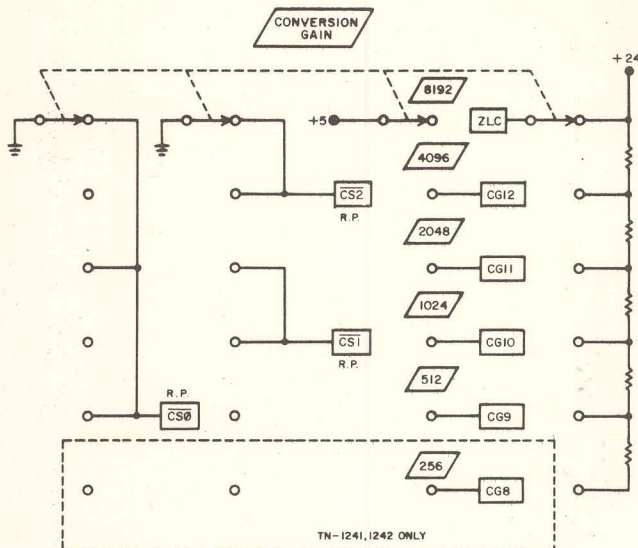 CONVERSION
GAIN
+24
8192
+5
ZLC
4096
CS2
CG12
R.P.
2048
CG11
1024
CS1
CG10
R.P.
512
R.P.
CSØ
CG9
256
CG8
TN-1241,1242 ONLY